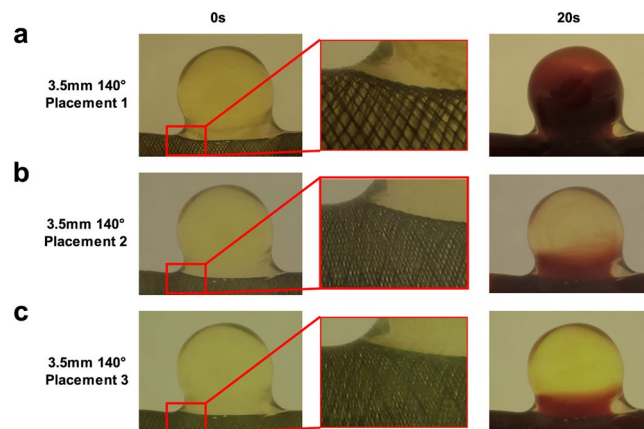 0s 20s
a
3.5mm 140°
Placement 1
b
3.5mm 140°
Placement 2
c
3.5mm 140°
Placement 3